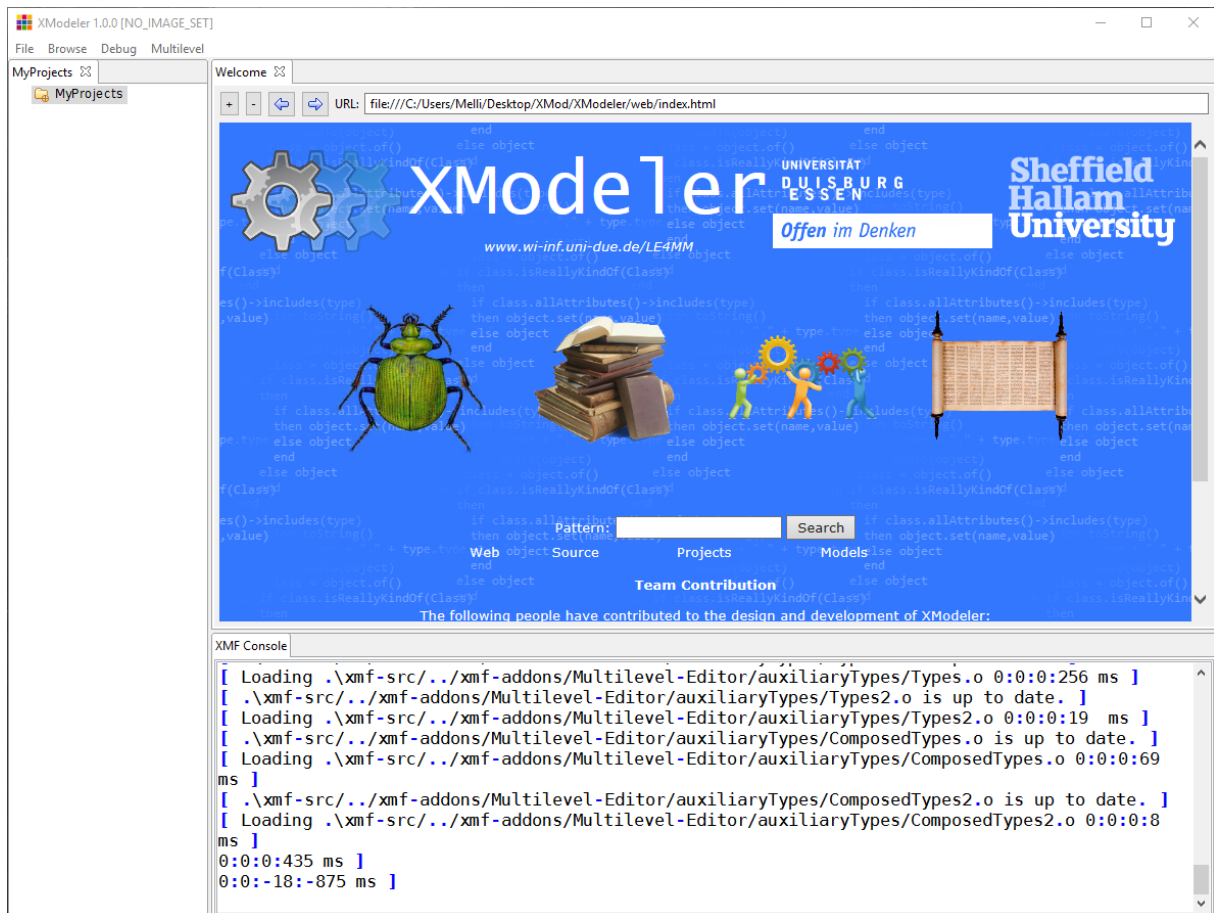 XModeler 1.0.0 [NO_IMAGE_SET]
File Browse Debug Multilevel
MyProjects
MyProjects
Welcome
+ - URL: file:///C:/Users/Melli/Desktop/XMod/XModeler/web/index.html
XModeler
www.wi-inf.uni-due.de/LE4MM
UNIVERSITÄT
DUISBURG
ESSEN
Offen im Denken
Sheffield
Hallam
University
Pattern: Search
Web Source Projects Models
Team Contribution
The following people have contributed to the design and development of XModeler:
XMF Console
[ Loading .\xmf-src/../xmf-addons/Multilevel-Editor/auxiliaryTypes/Types.o 0:0:0:256 ms ]
[ .\xmf-src/../xmf-addons/Multilevel-Editor/auxiliaryTypes/Types2.o is up to date. ]
[ Loading .\xmf-src/../xmf-addons/Multilevel-Editor/auxiliaryTypes/Types2.o 0:0:0:19 ms ]
[ .\xmf-src/../xmf-addons/Multilevel-Editor/auxiliaryTypes/ComposedTypes.o is up to date. ]
[ Loading .\xmf-src/../xmf-addons/Multilevel-Editor/auxiliaryTypes/ComposedTypes.o 0:0:0:69
ms ]
[ .\xmf-src/../xmf-addons/Multilevel-Editor/auxiliaryTypes/ComposedTypes2.o is up to date. ]
[ Loading .\xmf-src/../xmf-addons/Multilevel-Editor/auxiliaryTypes/ComposedTypes2.o 0:0:0:8
ms ]
0:0:0:435 ms ]
0:0:-18:-875 ms ]